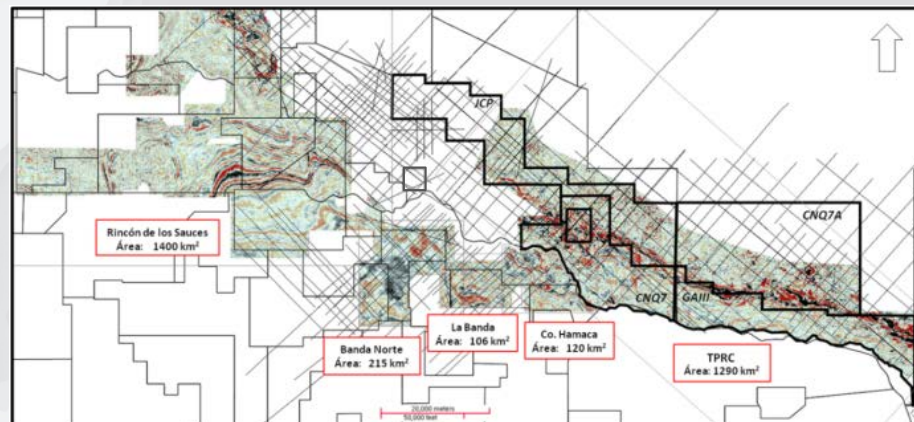 JCP
CNQ7A
Rincón de los Sauces
Área: 1400 km²
CNQ7
GAIII
La Banda
Área: 106 km²
Co. Hamaca
Área: 120 km²
Banda Norte
Área: 215 km²
TPRC
Área: 1290 km²
20,000 meters
50,000 feet